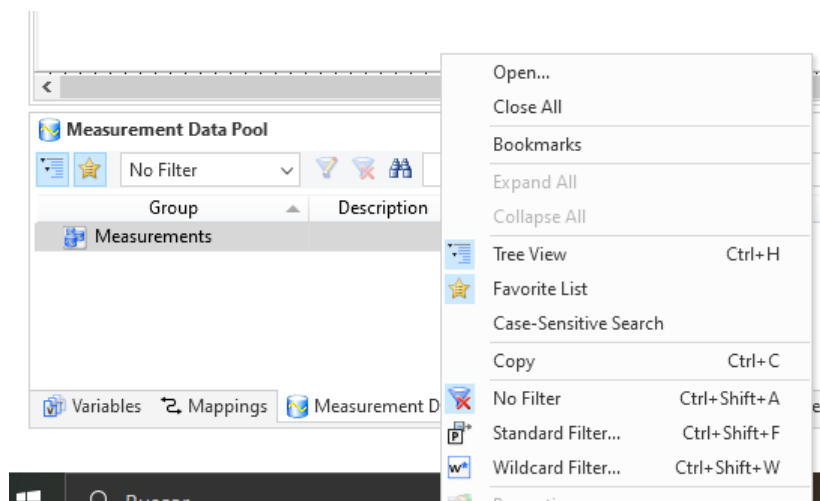 Open...
Close All
Measurement Data Pool
Bookmarks
No Filter
Expand All
Group Description
Collapse All
Measurements
Tree View Ctrl+H
Favorite List
Case-Sensitive Search
Copy Ctrl+C
Variables Mappings Measurement D
No Filter Ctrl+Shift+A
Standard Filter... Ctrl+Shift+F
Wildcard Filter... Ctrl+Shift+W